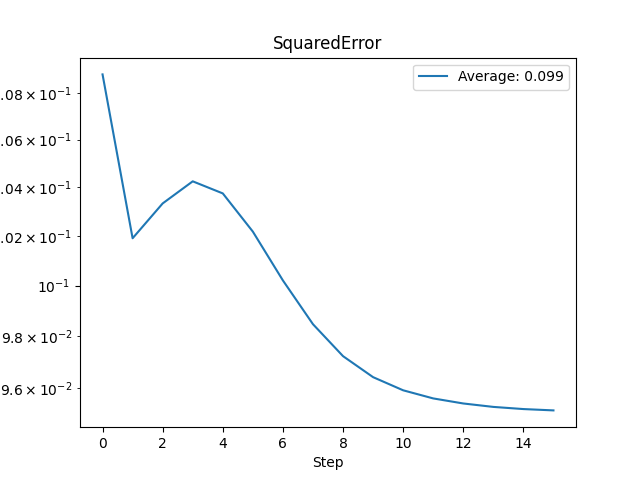 SquaredError
Average: 0.099
.08 × 10⁻¹
.06 × 10⁻¹
.04 × 10⁻¹
.02 × 10⁻¹
10⁻¹
9.8 × 10⁻²
9.6 × 10⁻²
0 2 4 6 8 10 12 14
Step